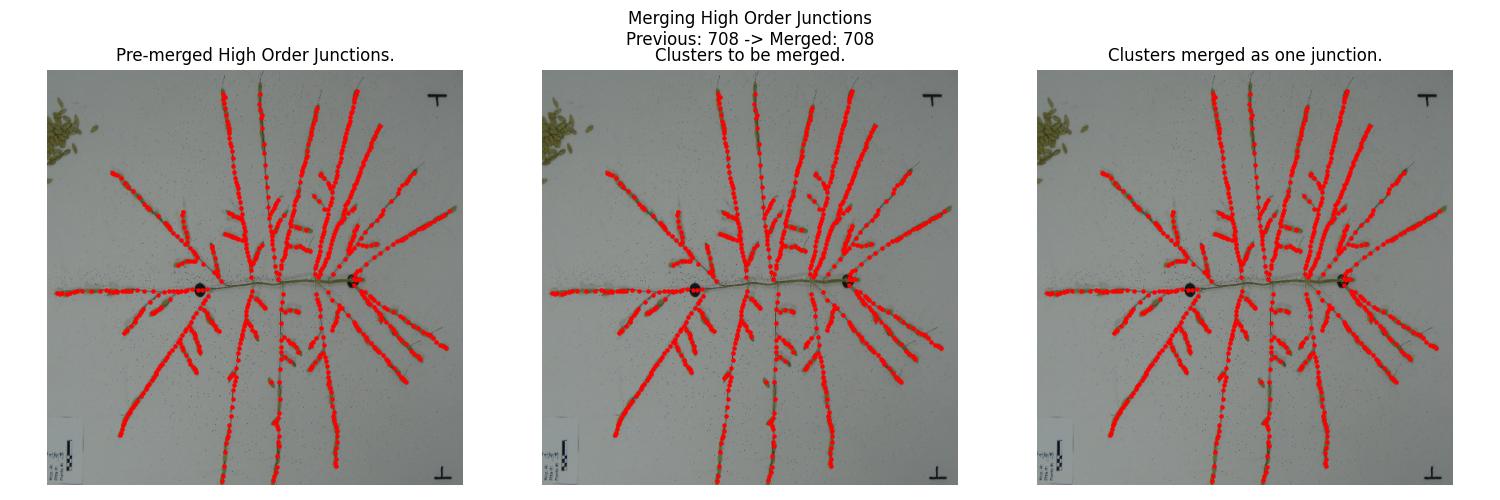 Merging High Order Junctions
Previous: 708 -> Merged: 708
Pre-merged High Order Junctions.
Clusters to be merged.
Clusters merged as one junction.